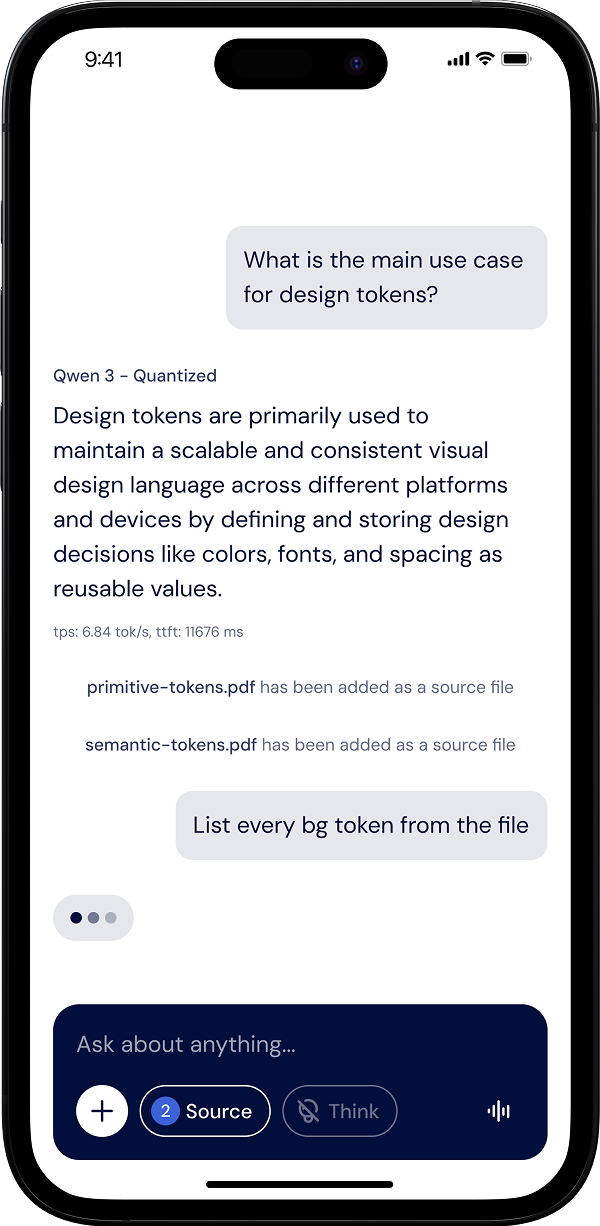 9:41
What is the main use case
for design tokens?
Qwen 3 - Quantized
Design tokens are primarily used to
maintain a scalable and consistent visual
design language across different platforms
and devices by defining and storing design
decisions like colors, fonts, and spacing as
reusable values.
tps: 6.84 tok/s, ttft: 11676 ms
primitive-tokens.pdf has been added as a source file
semantic-tokens.pdf has been added as a source file
List every bg token from the file
Ask about anything...
2 Source Think